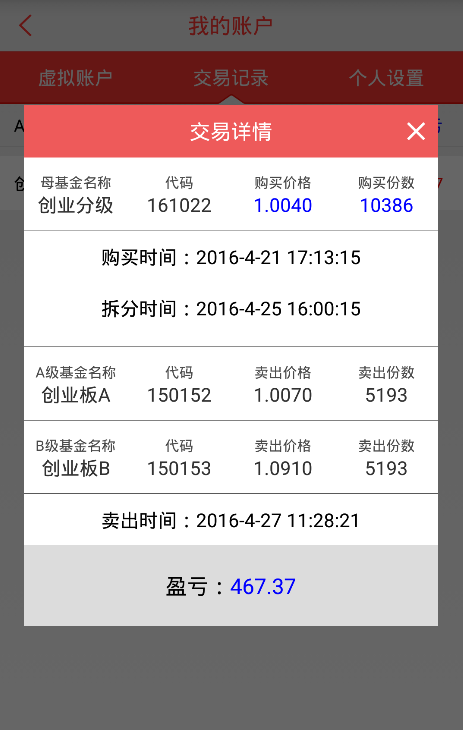 我的账户
虚拟账户 交易记录 个人设置
A
交易详情
创
7
母基金名称 代码 购买价格 购买份数
创业分级 161022 1.0040 10386
购买时间：2016-4-21 17:13:15
拆分时间：2016-4-25 16:00:15
A级基金名称 代码 卖出价格 卖出份数
创业板A 150152 1.0070 5193
B级基金名称 代码 卖出价格 卖出份数
创业板B 150153 1.0910 5193
卖出时间：2016-4-27 11:28:21
盈亏：467.37